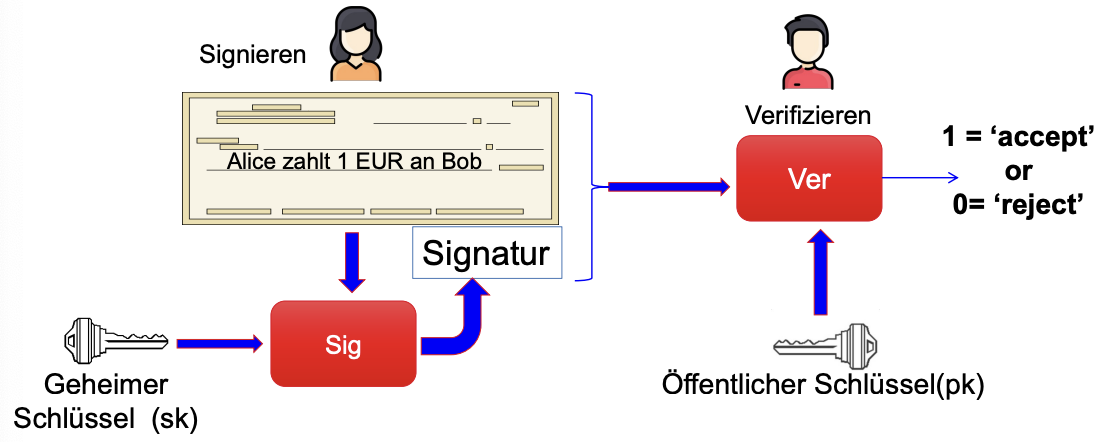 Signieren
Alice zahlt 1 EUR an Bob
Signatur
Sig
Geheimer
Schlüssel (sk)
Verifizieren
Ver
1 = ‘accept’
or
0= ‘reject’
Öffentlicher Schlüssel(pk)